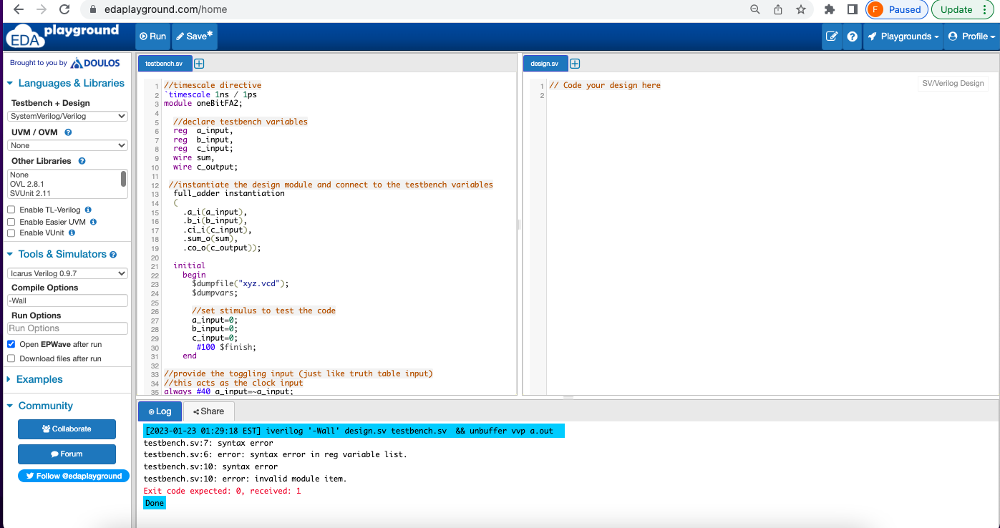 edaplayground.com/home
F Paused
Update
EDA playground
Run
Save*
Playgrounds
Profile
Brought to you by DOULOS
Languages & Libraries
Testbench + Design
SystemVerilog/Verilog
UVM / OVM
None
Other Libraries
None
OVL 2.8.1
SVUnit 2.11
Enable TL-Verilog
Enable Easier UVM
Enable VUnit
Tools & Simulators
Icarus Verilog 0.9.7
Compile Options
-Wall
Run Options
Run Options
Open EPWave after run
Download files after run
Examples
Community
Collaborate
Forum
Follow @edaplayground
testbench.sv
1 //timescale directive
2 `timescale 1ns / 1ps
3 module oneBitFA2;
4
5 //declare testbench variables
6 reg  a_input,
7 reg  b_input,
8 reg  c_input;
9 wire sum,
10 wire c_output;
11
12 //instantiate the design module and connect to the testbench variables
13 full_adder instantiation
14 (
15 .a_i(a_input),
16 .b_i(b_input),
17 .ci_i(c_input),
18 .sum_o(sum),
19 .co_o(c_output));
20
21 initial
22 begin
23 $dumpfile("xyz.vcd");
24 $dumpvars;
25
26 //set stimulus to test the code
27 a_input=0;
28 b_input=0;
29 c_input=0;
30 #100 $finish;
31 end
32
33 //provide the toggling input (just like truth table input)
34 //this acts as the clock input
35 always #40 a_input=~a_input;
design.sv
1 // Code your design here
2
SV/Verilog Design
Log
Share
[2023-01-23 01:29:18 EST] iverilog '-Wall' design.sv testbench.sv  && unbuffer vvp a.out
testbench.sv:7: syntax error
testbench.sv:6: error: syntax error in reg variable list.
testbench.sv:10: syntax error
testbench.sv:10: error: invalid module item.
Exit code expected: 0, received: 1
Done